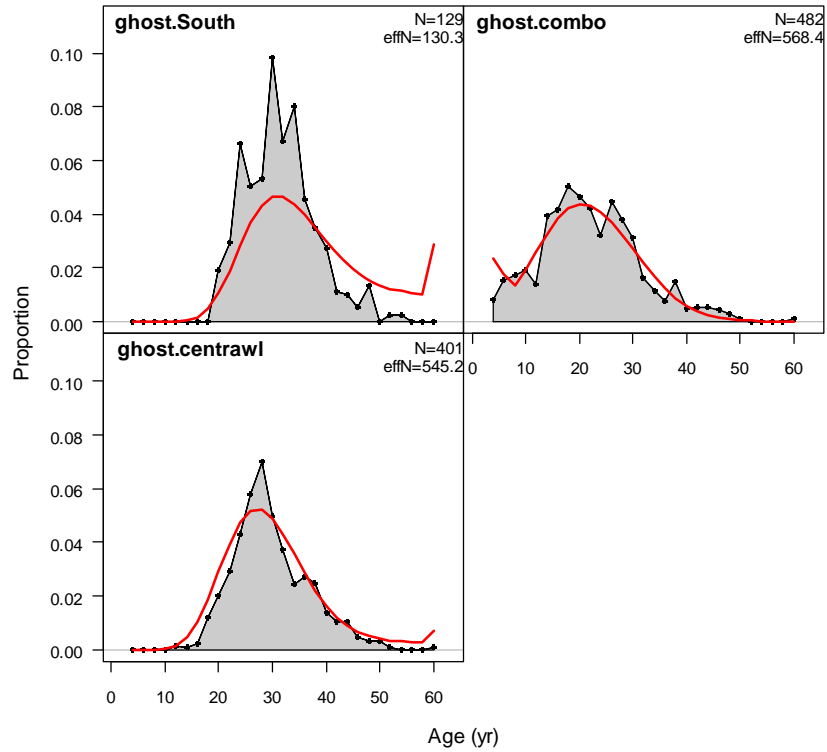 ghost.South
N=129
effN=130.3
ghost.combo
N=482
effN=568.4
0.10
0.08
0.06
0.04
0.02
0.00
Proportion
ghost.centrawl
N=401
effN=545.2
0 10 20 30 40 50 60
0.10
0.08
0.06
0.04
0.02
0.00
0 10 20 30 40 50 60
Age (yr)